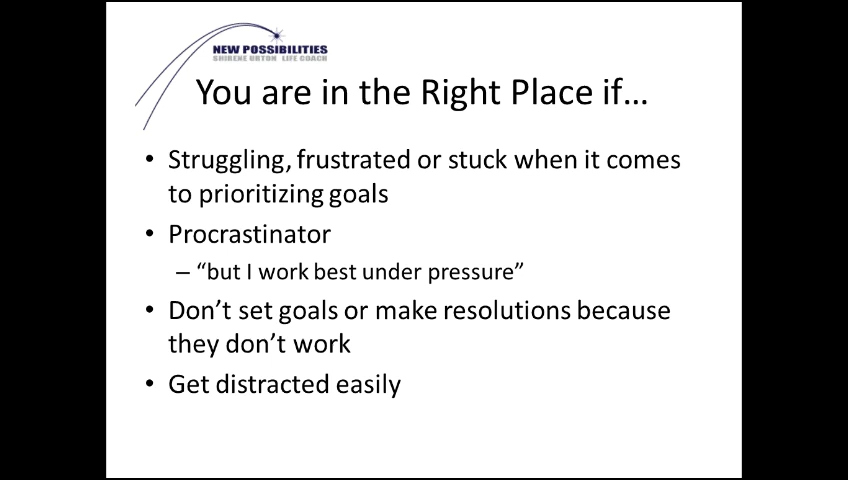 NEW POSSIBILITIES
SHIRENE URTON LIFE COACH
You are in the Right Place if…
• Struggling, frustrated or stuck when it comes
to prioritizing goals
• Procrastinator
– “but I work best under pressure”
• Don’t set goals or make resolutions because
they don’t work
• Get distracted easily